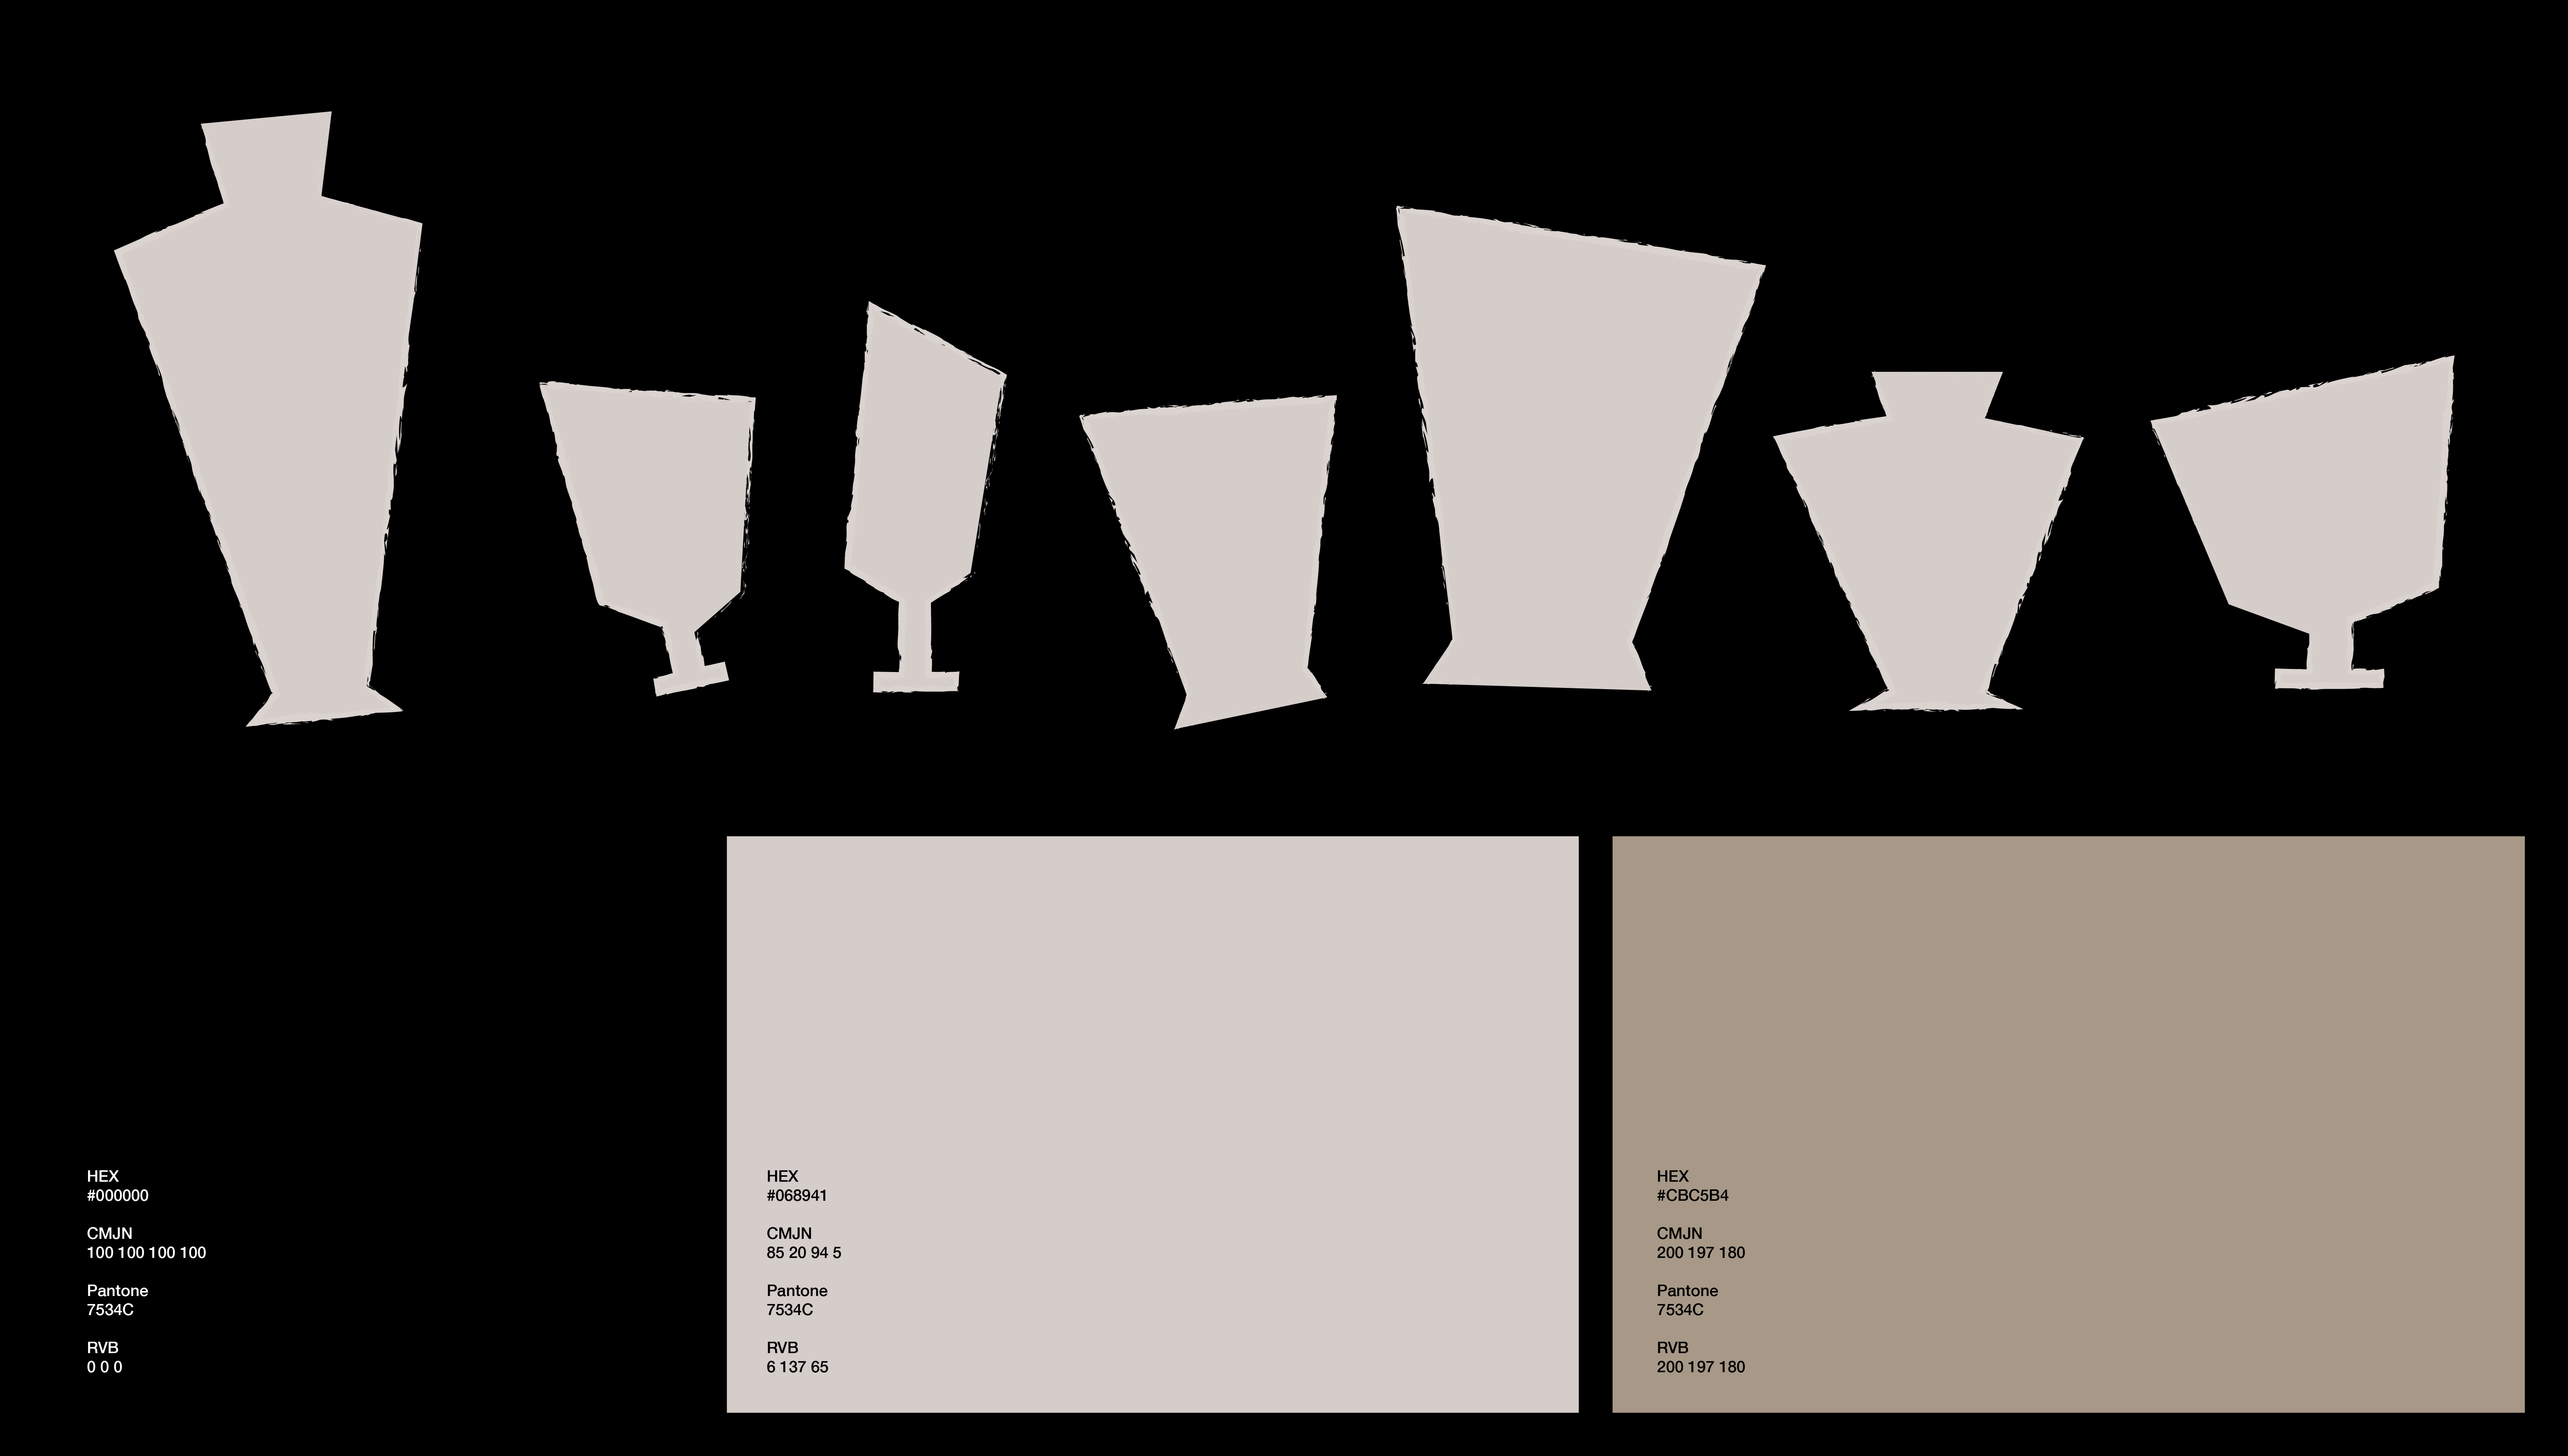 HEX
#000000
CMJN
100 100 100 100
Pantone
7534C
RVB
0 0 0
HEX
#068941
CMJN
85 20 94 5
Pantone
7534C
RVB
6 137 65
HEX
#CBC5B4
CMJN
200 197 180
Pantone
7534C
RVB
200 197 180